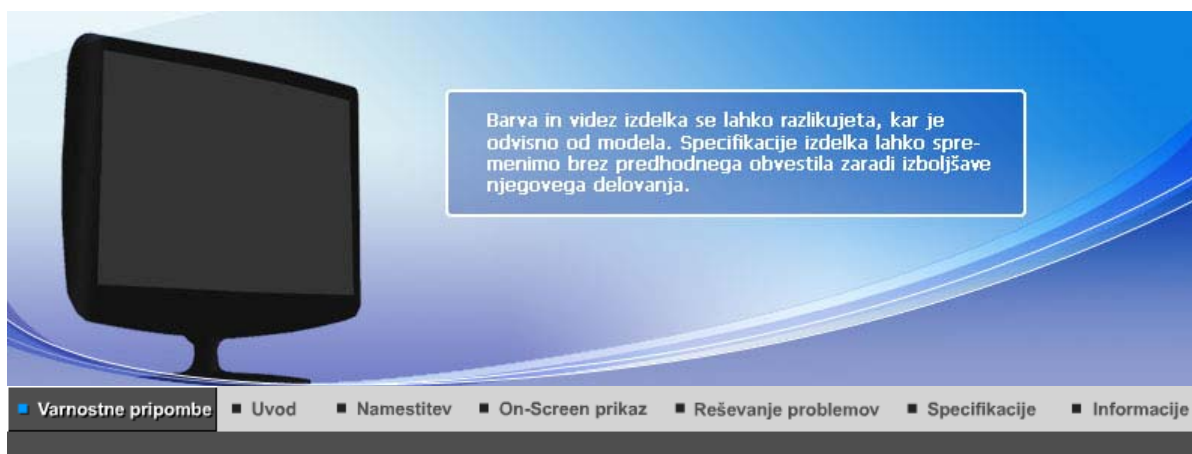 Barva in videz izdelka se lahko razlikujeta, kar je
odvisno od modela. Specifikacije izdelka lahko spre-
menimo brez predhodnega obvestila zaradi izboljšave
njegovega delovanja.
Varnostne pripombe Uvod Namestitev On-Screen prikaz Reševanje problemov Specifikacije Informacije